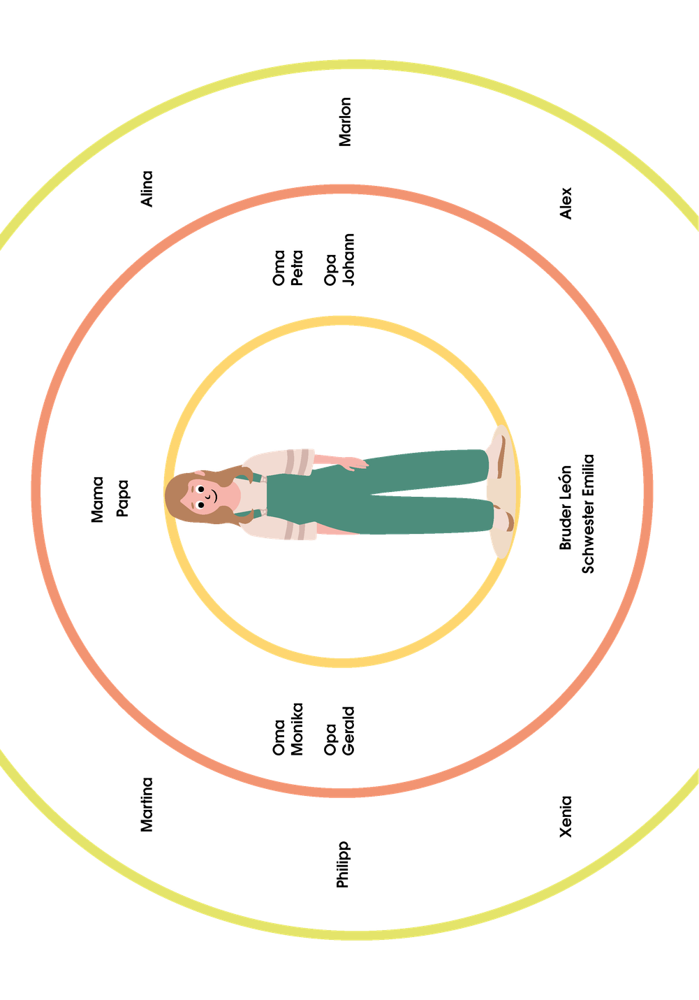 Mama
Papa
Martina
Alina
Oma
Monika
Opa
Gerald
Oma
Petra
Opa
Johann
Philipp
Marlon
Xenia
Bruder León
Schwester Emilia
Alex